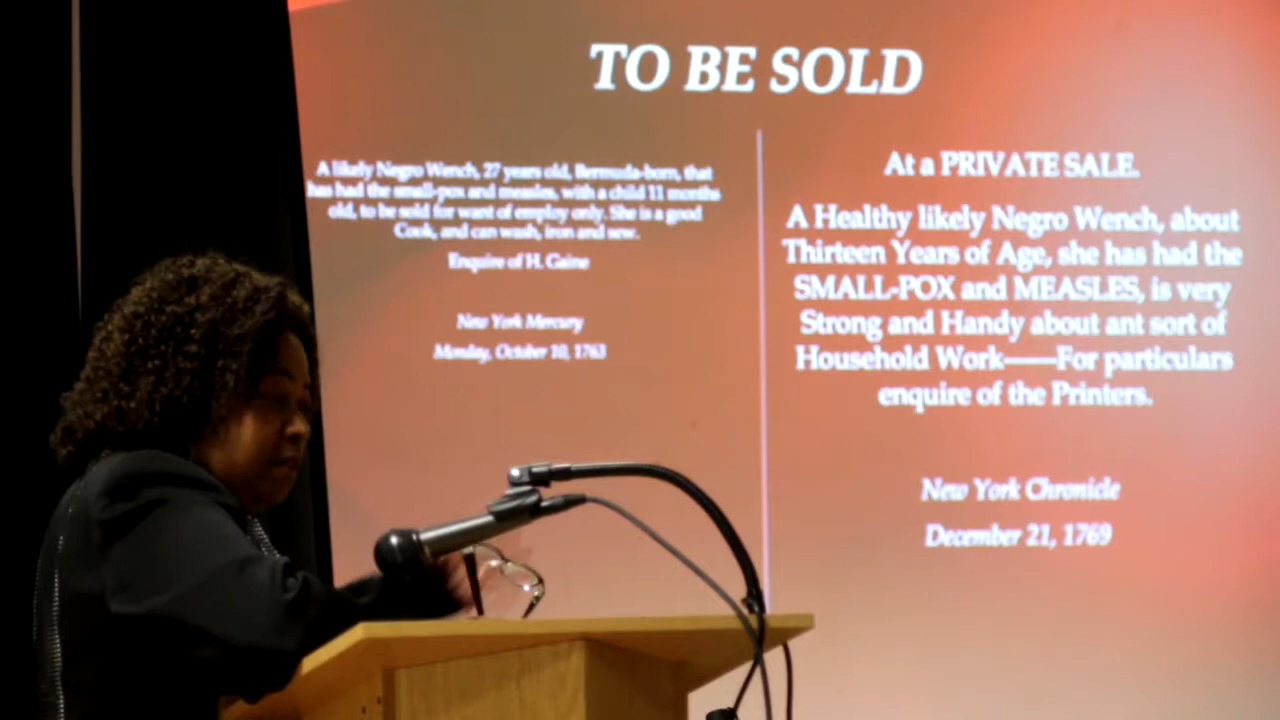 TO BE SOLD
A likely Negro Wench, 27 years old, Bermuda-born, that
has had the small-pox and measles, with a child 11 months
old, to be sold for want of employ only. She is a good
Cook, and can wash, iron and sew.
Enquire of H. Gaine
New York Mercury
Monday, October 10, 1763
At a PRIVATE SALE.
A Healthy likely Negro Wench, about
Thirteen Years of Age, she has had the
SMALL-POX and MEASLES, is very
Strong and Handy about ant sort of
Household Work——For particulars
enquire of the Printers.
New York Chronicle
December 21, 1769